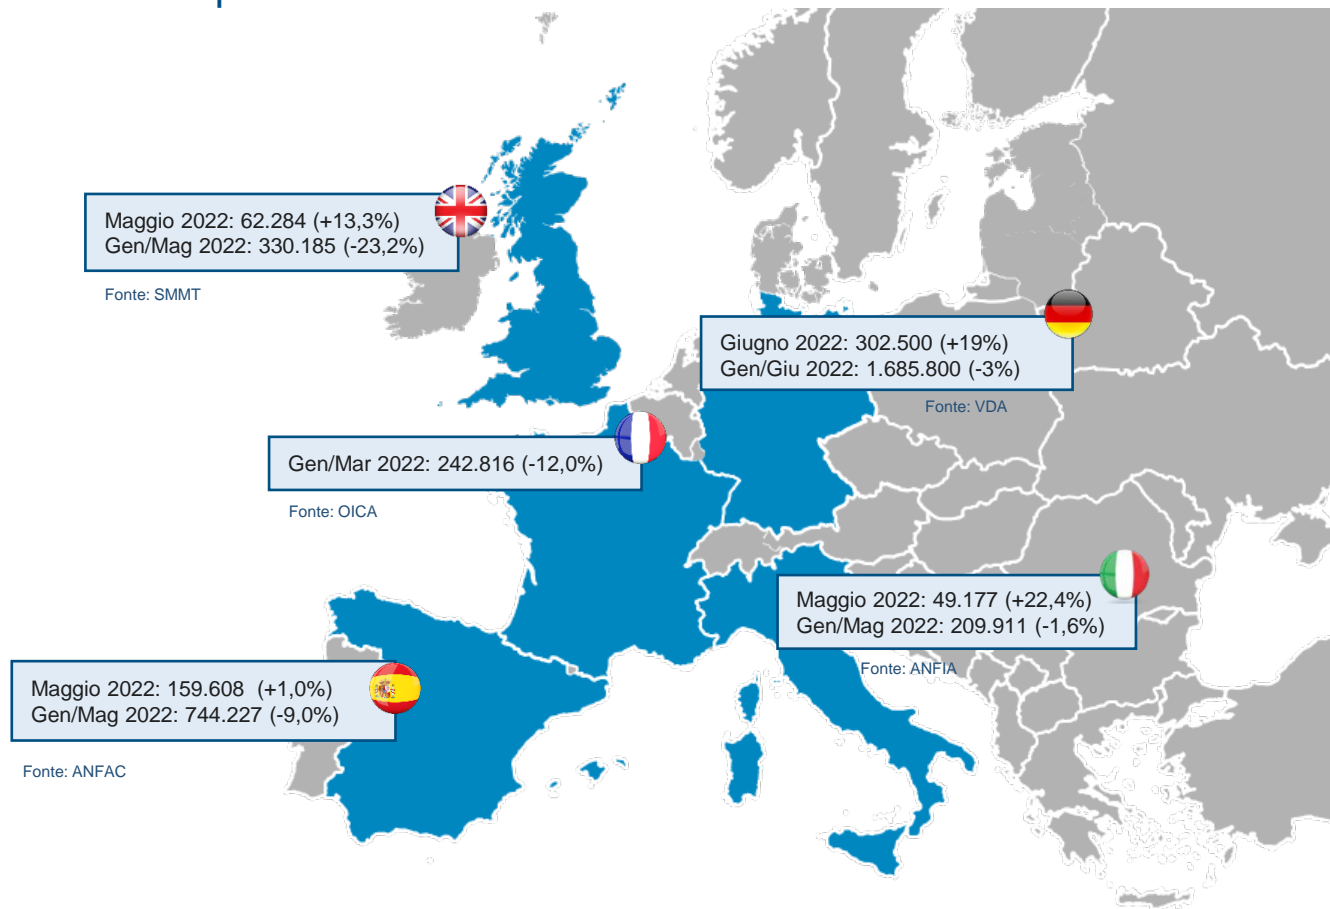 Maggio 2022: 62.284 (+13,3%)
Gen/Mag 2022: 330.185 (-23,2%)
Fonte: SMMT
Giugno 2022: 302.500 (+19%)
Gen/Giu 2022: 1.685.800 (-3%)
Fonte: VDA
Gen/Mar 2022: 242.816 (-12,0%)
Fonte: OICA
Maggio 2022: 49.177 (+22,4%)
Gen/Mag 2022: 209.911 (-1,6%)
Fonte: ANFIA
Maggio 2022: 159.608 (+1,0%)
Gen/Mag 2022: 744.227 (-9,0%)
Fonte: ANFAC